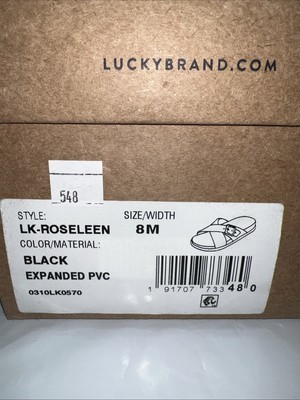 LUCKYBRAND.COM
548
STYLE: SIZE/WIDTH
LK-ROSELEEN 8M
COLOR/MATERIAL:
BLACK
EXPANDED PVC
0310LK0570
1 91707 73348 0